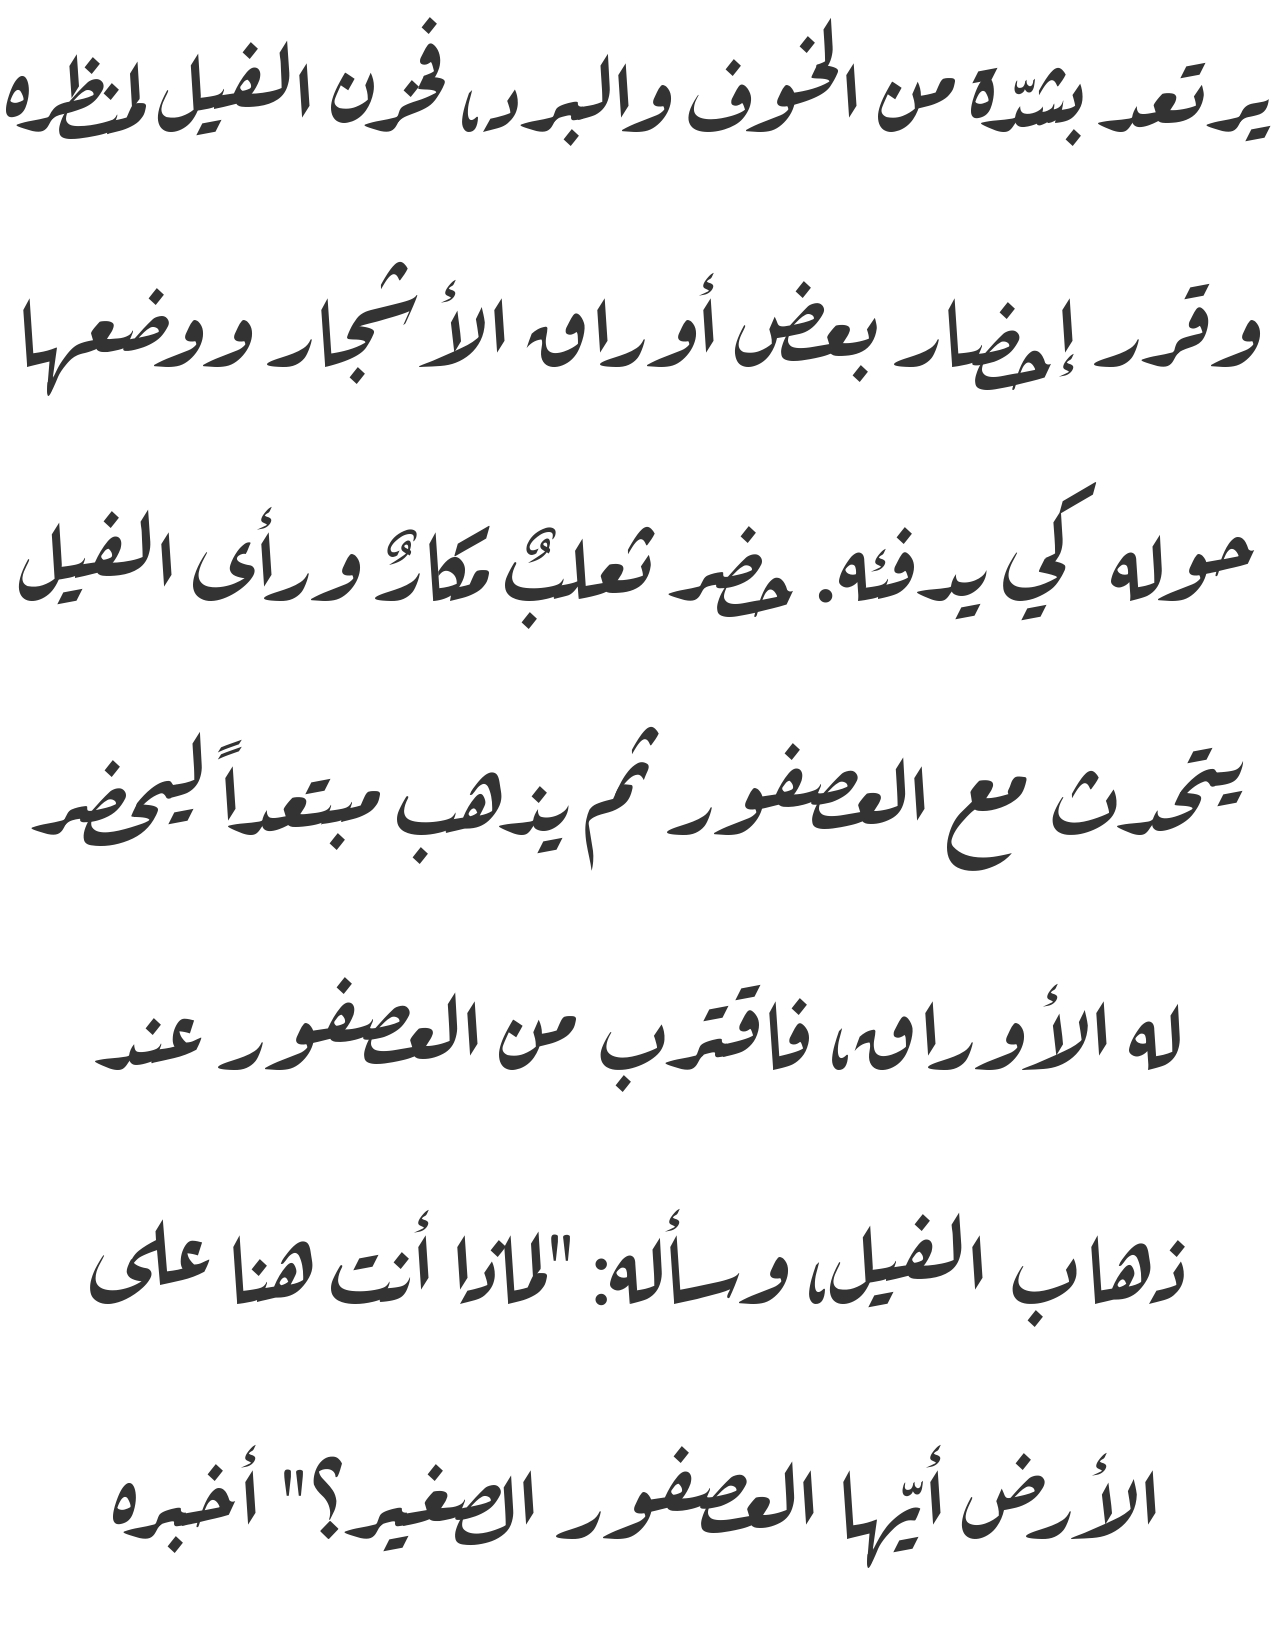 يرتعد بشدّة من الخوف والبرد، فحزن الفيل لمنظره
وقرر إحضار بعض أوراق الأشجار ووضعها
حوله كي يدفئه. حضر ثعلبٌ مكارٌ ورأى الفيل
يتحدث مع العصفور ثم يذهب مبتعداً ليحضر
له الأوراق، فاقترب من العصفور عند
ذهاب الفيل، وسأله: "لماذا أنت هنا على
الأرض أيّها العصفور الصغير؟" أخبره